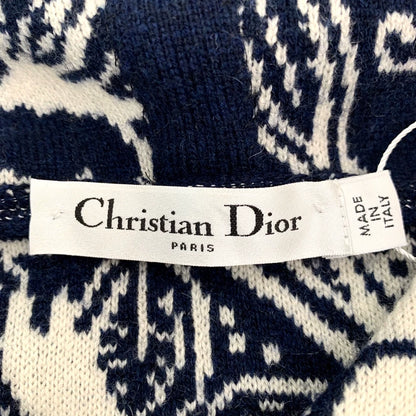 Christian Dior
PARIS
MADE
IN
ITALY